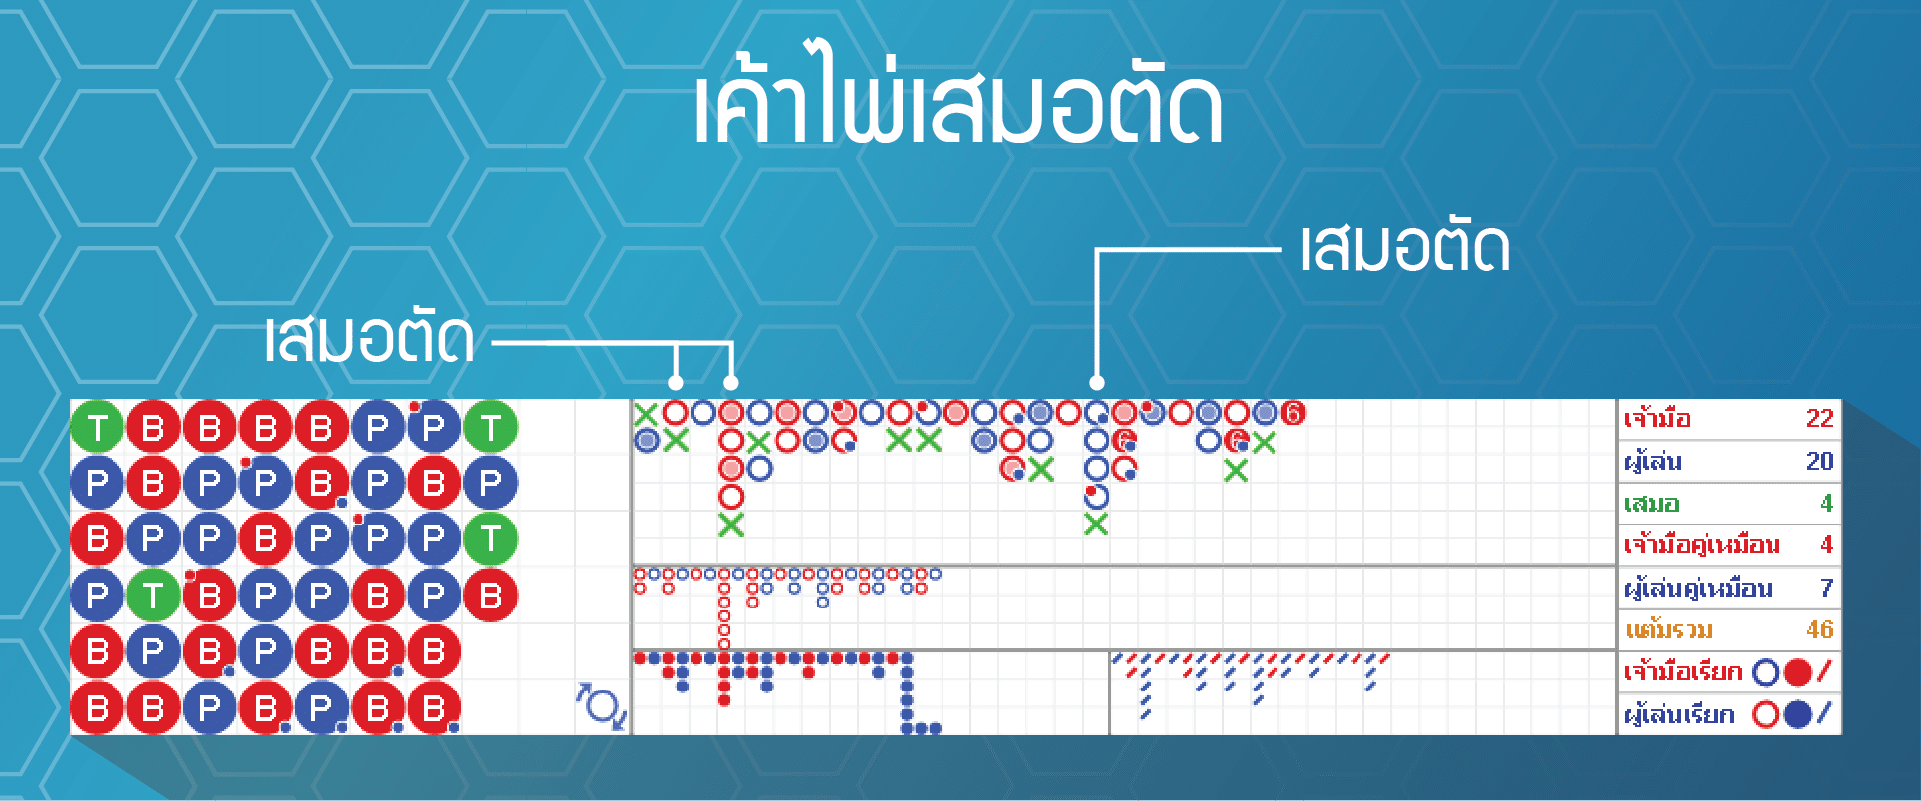 เค้าไพ่เสมอตัด
เสมอตัด
เสมอตัด
T B B B B P P T
P B P P B P B P
B P P B P P P T
P T B P P B P B
B P B P B B B
B B P B P B B
6
6
6
เจ้ามือ 22
ผู้เล่น 20
เสมอ 4
เจ้ามือคู่เหมือน 4
ผู้เล่นคู่เหมือน 7
แต้มรวม 46
เจ้ามือเรียก
ผู้เล่นเรียก